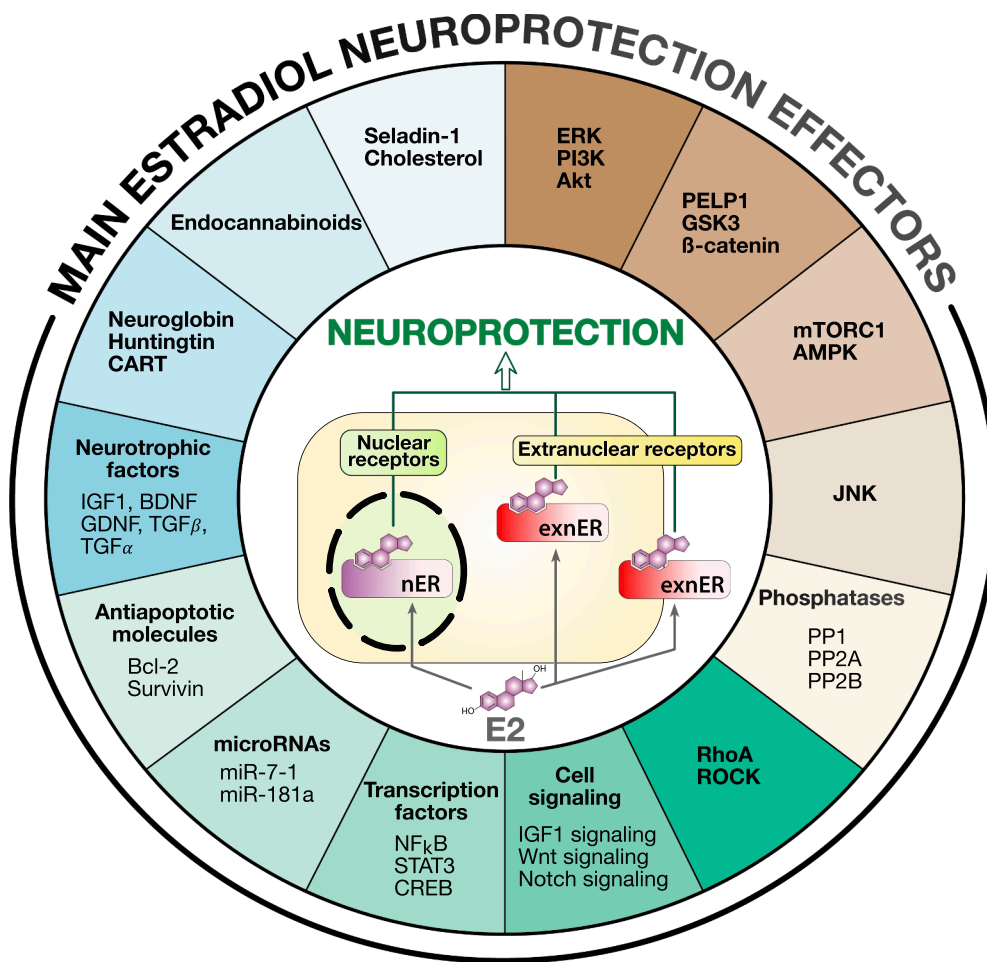 MAIN ESTRADIOL NEUROPROTECTION EFFECTORS
Seladin-1
Cholesterol
ERK
PI3K
Akt
PELP1
GSK3
ß-catenin
mTORC1
AMPK
JNK
Phosphatases
PP1
PP2A
PP2B
RhoA
ROCK
Cell
signaling
IGF1 signaling
Wnt signaling
Notch signaling
Transcription
factors
NFkB
STAT3
CREB
microRNAs
miR-7-1
miR-181a
Antiapoptotic
molecules
Bcl-2
Survivin
Neurotrophic
factors
IGF1, BDNF
GDNF, TGFβ,
TGFα
Neuroglobin
Huntingtin
CART
Endocannabinoids
NEUROPROTECTION
Nuclear
receptors
Extranuclear receptors
nER
exnER
exnER
OH
HO
E2